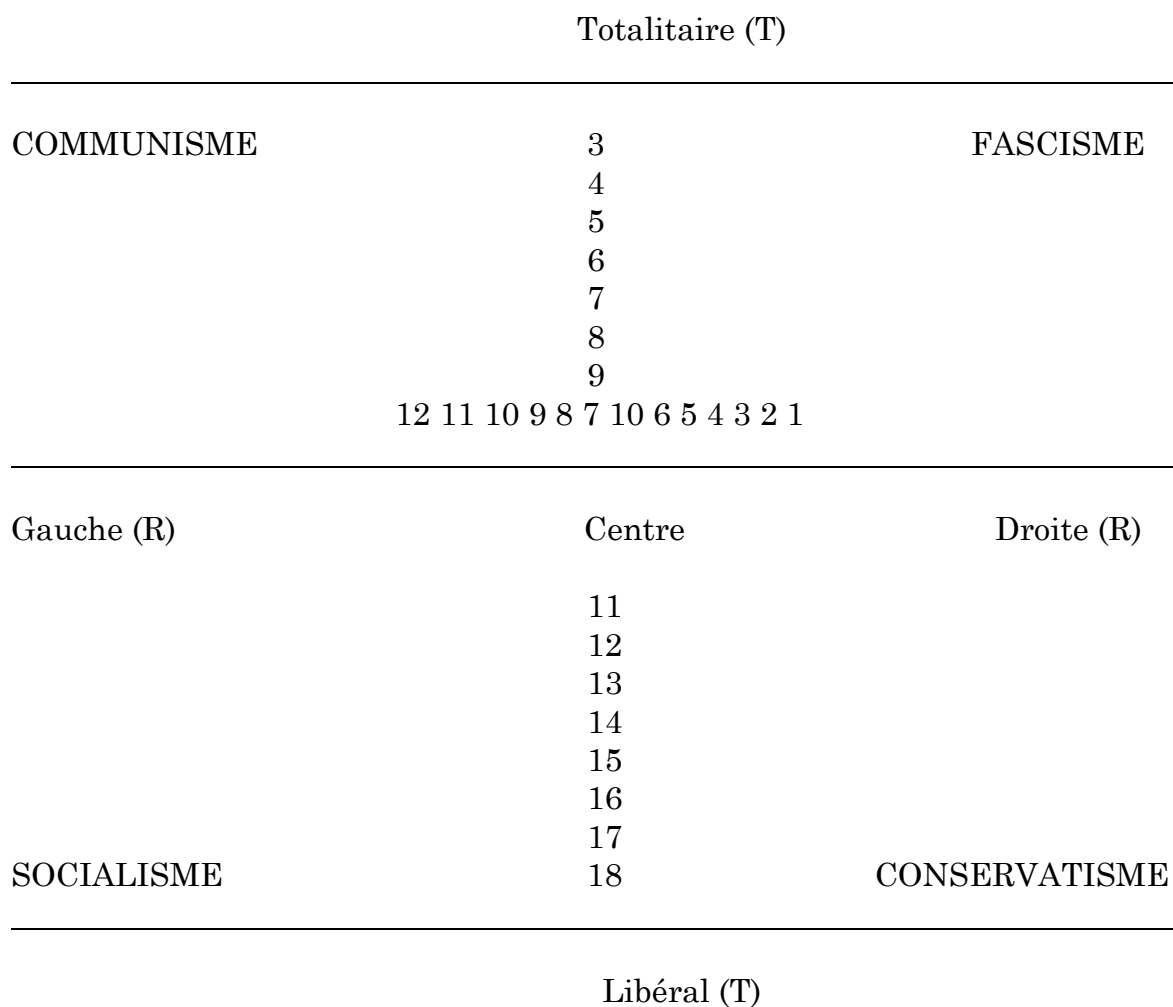 Totalitaire (T)
COMMUNISME 3 FASCISME
4
5
6
7
8
9
12 11 10 9 8 7 10 6 5 4 3 2 1
Gauche (R) Centre Droite (R)
11
12
13
14
15
16
17
SOCIALISME 18 CONSERVATISME
Libéral (T)